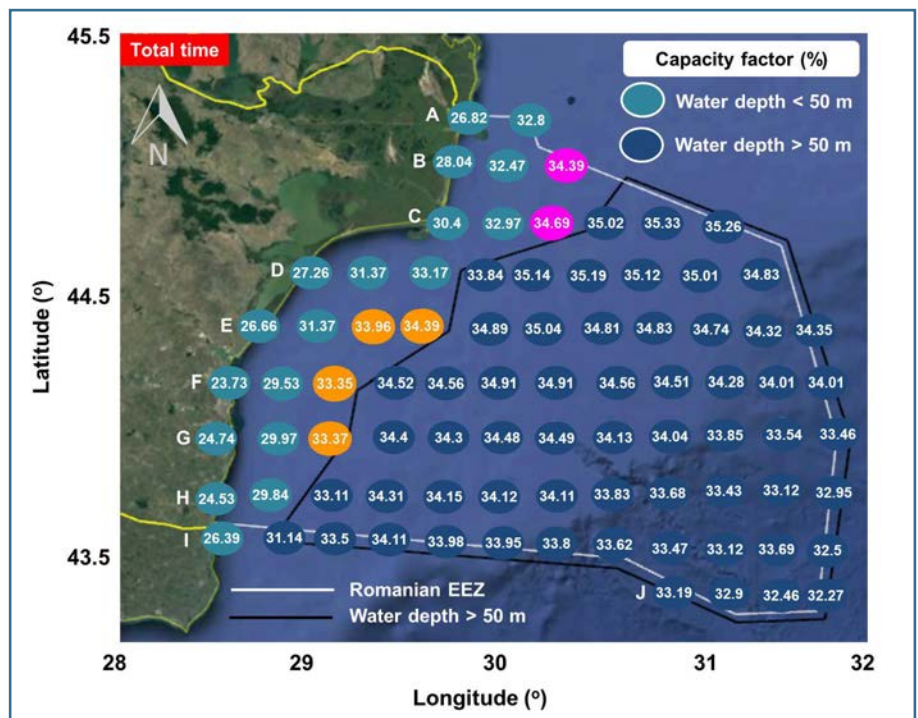 45.5
Total time
Capacity factor (%)
Water depth < 50 m
Water depth > 50 m
N
A 26.82 32.8
B 28.04 32.47 34.39
C 30.4 32.97 34.69 35.02 35.33 35.26
D 27.26 31.37 33.17 33.84 35.14 35.19 35.12 35.01 34.83
44.5
E 26.66 31.37 33.96 34.39 34.89 35.04 34.81 34.83 34.74 34.32 34.35
F 23.73 29.53 33.35 34.52 34.56 34.91 34.91 34.56 34.51 34.28 34.01 34.01
G 24.74 29.97 33.37 34.4 34.3 34.48 34.49 34.13 34.04 33.85 33.54 33.46
H 24.53 29.84 33.11 34.31 34.15 34.12 34.11 33.83 33.68 33.43 33.12 32.95
I 26.39 31.14 33.5 34.11 33.98 33.95 33.8 33.62 33.47 33.12 33.69 32.5
43.5
J 33.19 32.9 32.46 32.27
Romanian EEZ
Water depth > 50 m
Latitude (°)
28 29 30 31 32
Longitude (°)